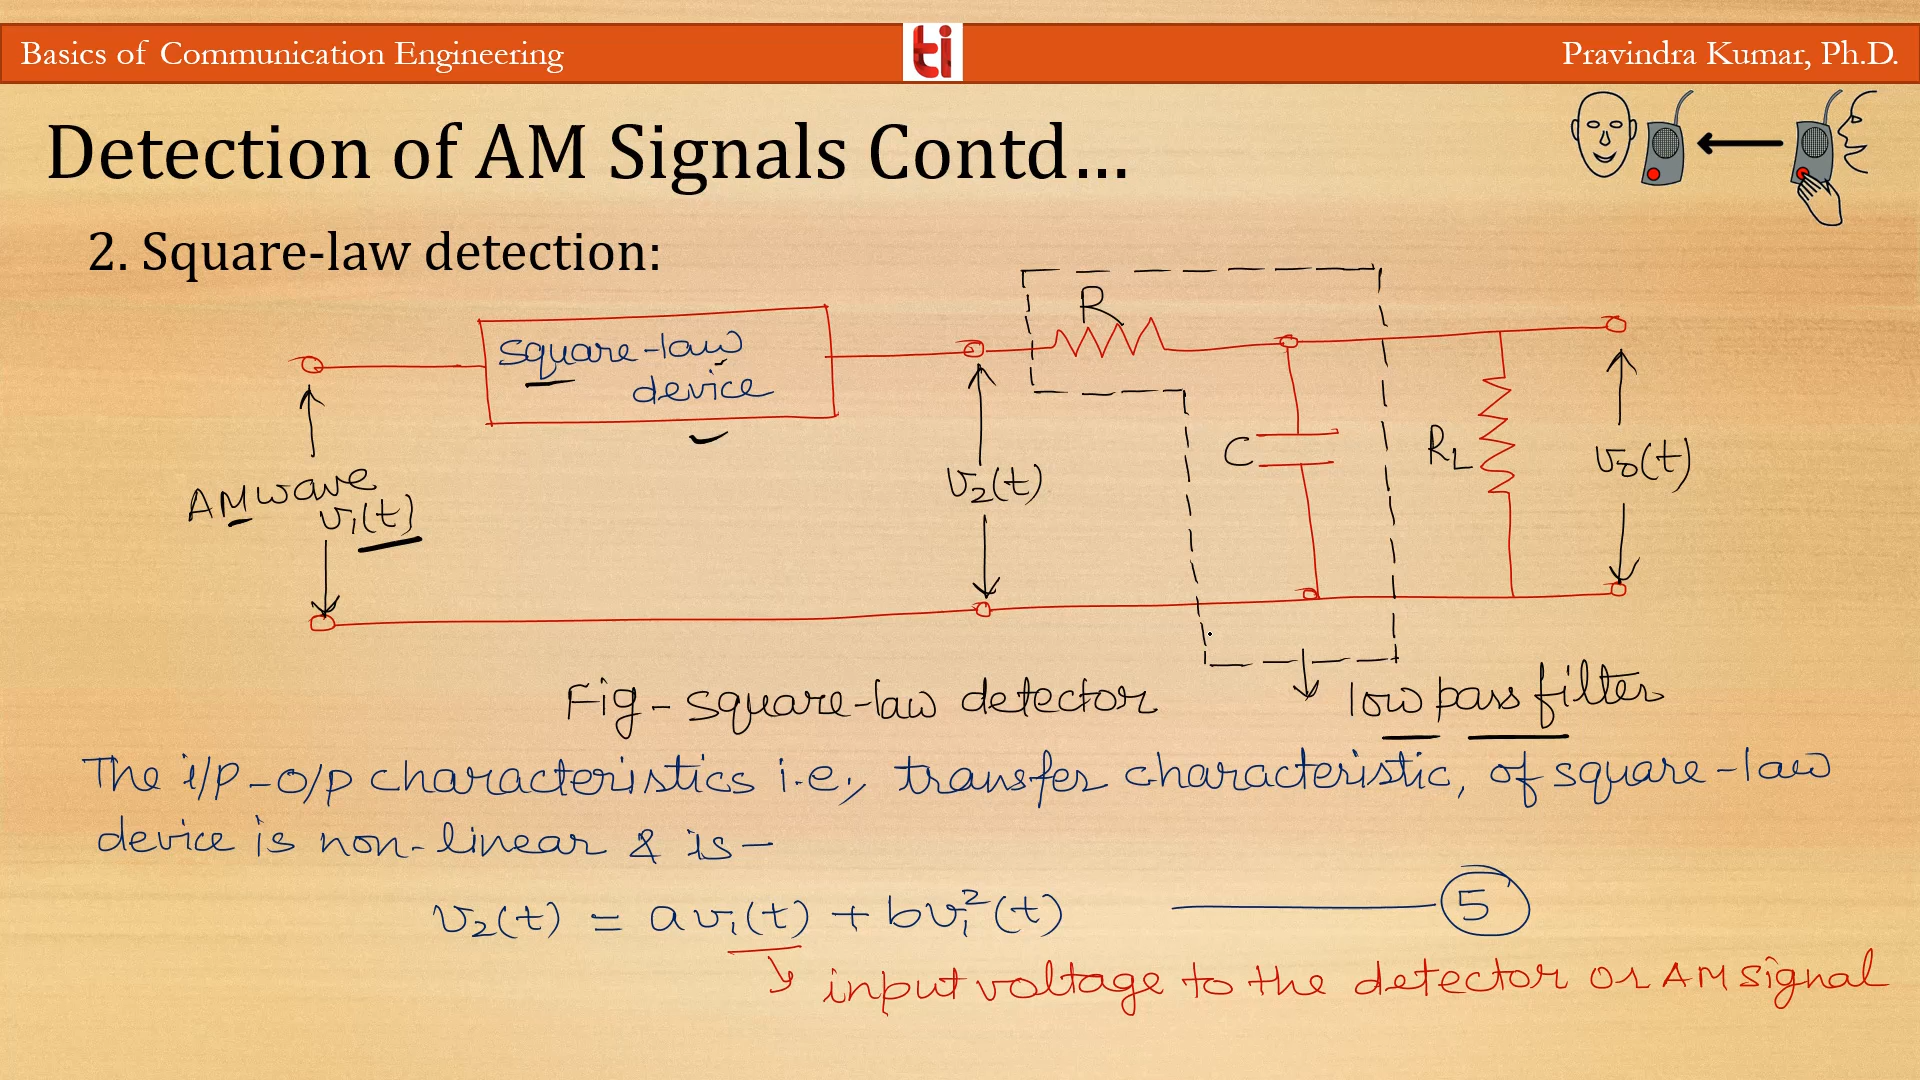 Basics of Communication Engineering
ti
Pravindra Kumar, Ph.D.
Detection of AM Signals Contd...
2. Square-law detection:
square-law
device
R
C
RL
AM wave
v₁(t)
v₂(t)
v₀(t)
Fig - square-law detector
low pass filter
The i/p-o/p characteristics i.e., transfer characteristic, of square-law
device is non-linear & is —
v₂(t) = av₁(t) + bv₁²(t) ——— 5
input voltage to the detector or AM signal